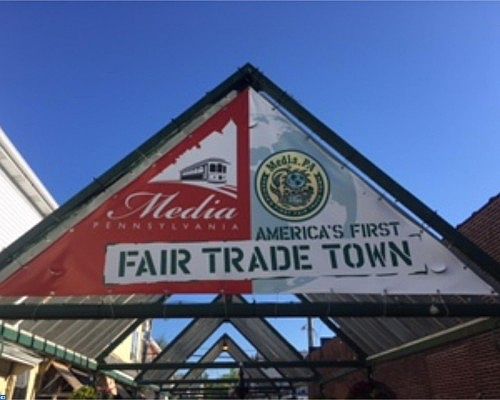 Media
PENNSYLVANIA
Media, PA
AMERICA'S FIRST
FAIR TRADE TOWN